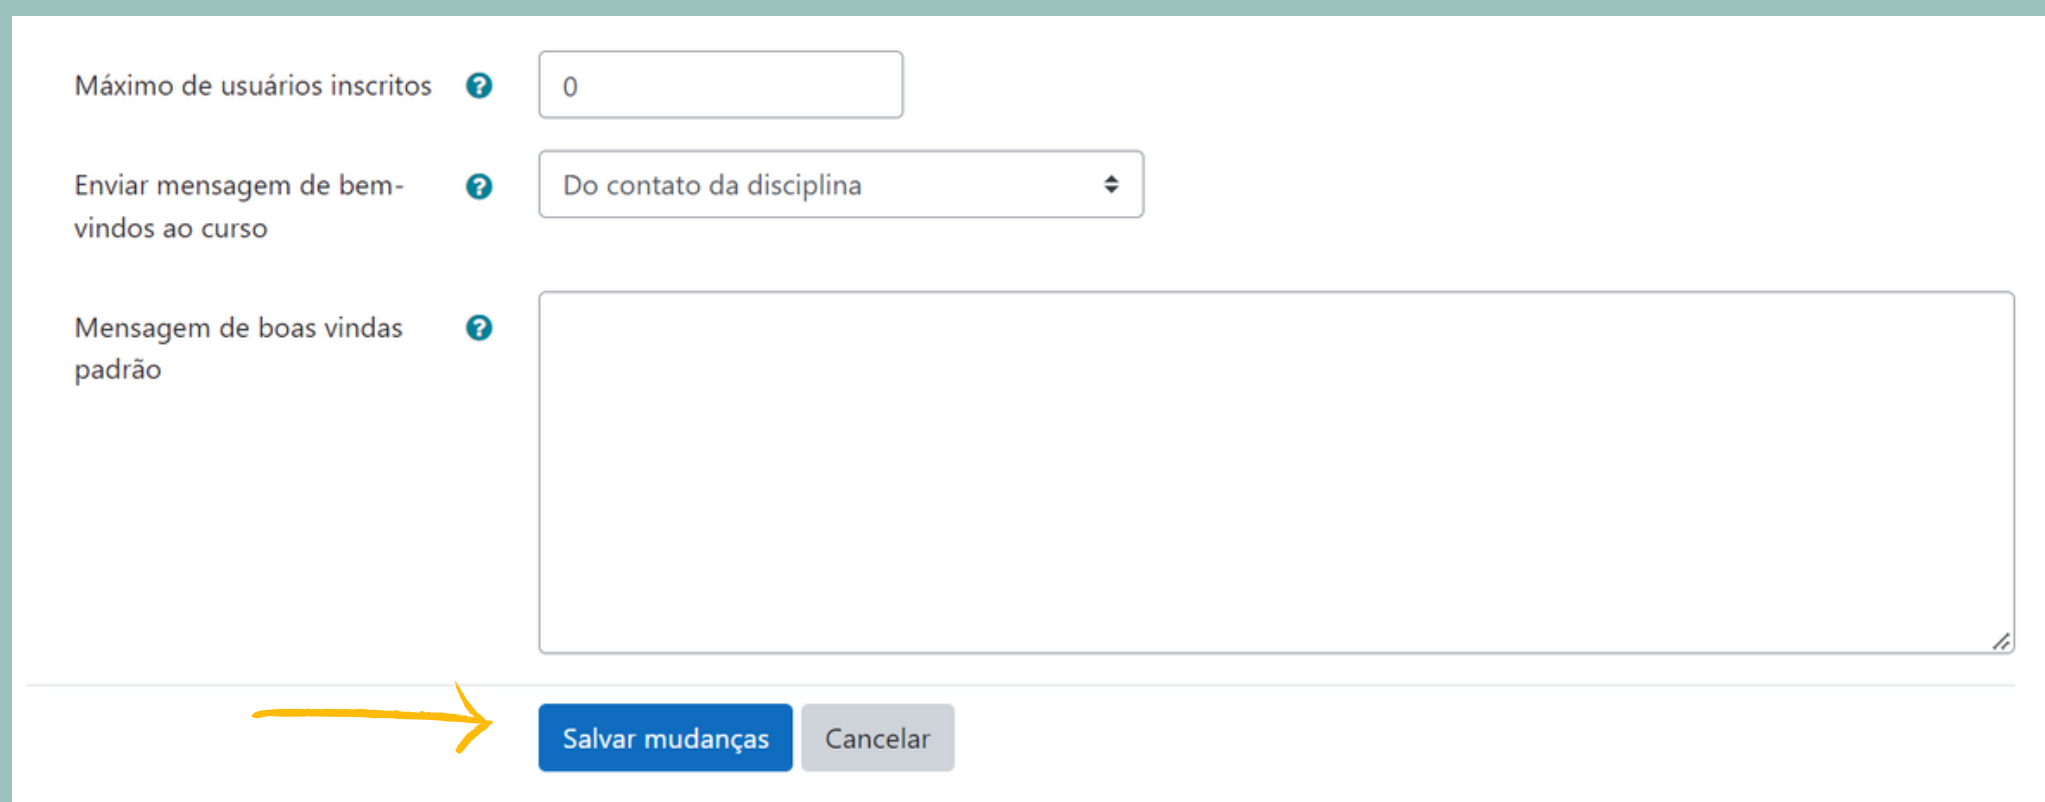 Máximo de usuários inscritos
0
Enviar mensagem de bem-
vindos ao curso
Do contato da disciplina
Mensagem de boas vindas
padrão
Salvar mudanças
Cancelar